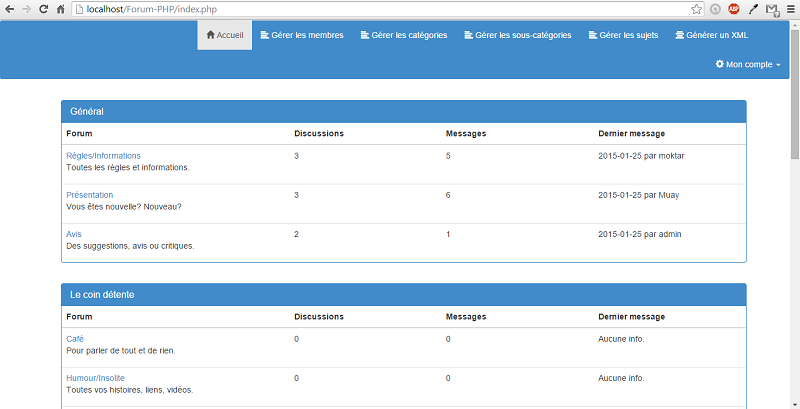 localhost/Forum-PHP/index.php
ABP
Accueil Gérer les membres Gérer les catégories Gérer les sous-catégories Gérer les sujets Générer un XML
Mon compte
Général
Forum Discussions Messages Dernier message
Règles/Informations 3 5 2015-01-25 par moktar
Toutes les règles et informations.
Présentation 3 6 2015-01-25 par Muay
Vous êtes nouvelle? Nouveau?
Avis 2 1 2015-01-25 par admin
Des suggestions, avis ou critiques.
Le coin détente
Forum Discussions Messages Dernier message
Café 0 0 Aucune info.
Pour parler de tout et de rien.
Humour/Insolite 0 0 Aucune info.
Toutes vos histoires, liens, vidéos.